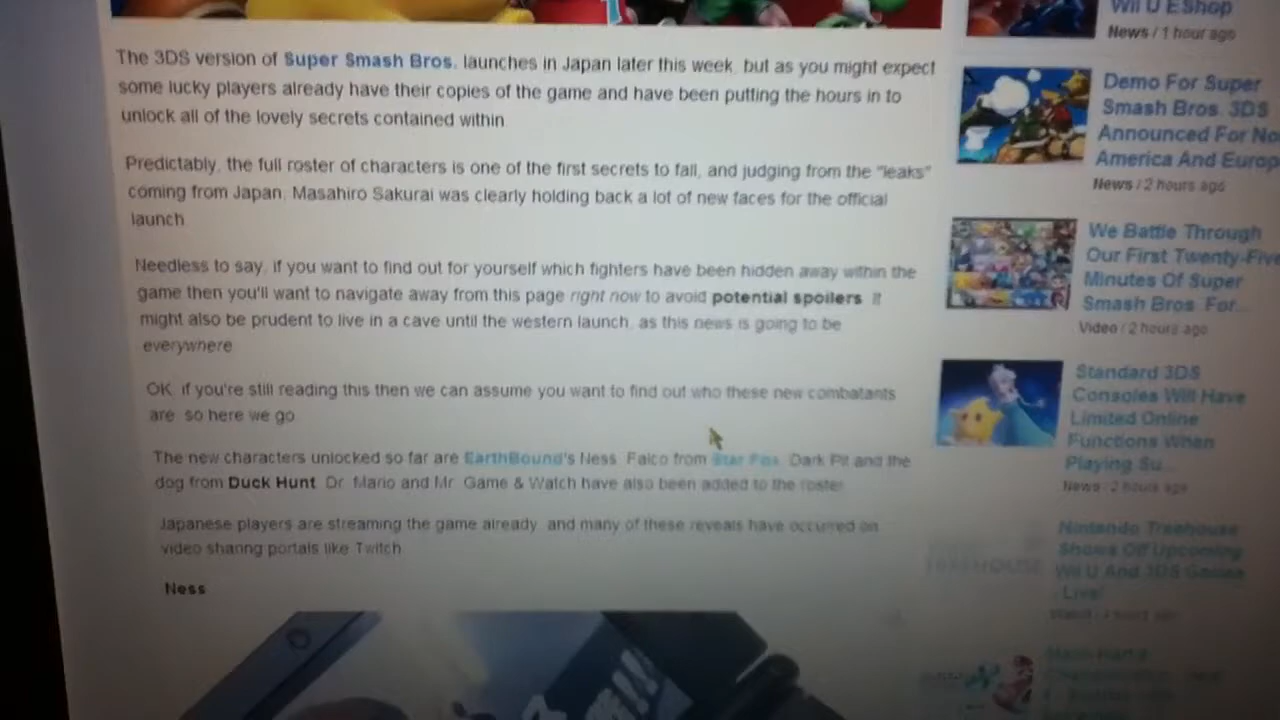 The 3DS version of Super Smash Bros. launches in Japan later this week, but as you might expect
some lucky players already have their copies of the game and have been putting the hours in to
unlock all of the lovely secrets contained within.
Predictably, the full roster of characters is one of the first secrets to fall, and judging from the "leaks"
coming from Japan, Masahiro Sakurai was clearly holding back a lot of new faces for the official
launch.
Needless to say, if you want to find out for yourself which fighters have been hidden away within the
game then you'll want to navigate away from this page right now to avoid potential spoilers. It
might also be prudent to live in a cave until the western launch, as this news is going to be
everywhere.
OK, if you're still reading this then we can assume you want to find out who these new combatants
are, so here we go.
The new characters unlocked so far are EarthBound's Ness, Falco from Star Fox, Dark Pit and the
dog from Duck Hunt. Dr. Mario and Mr. Game & Watch have also been added to the roster.
Japanese players are streaming the game already, and many of these reveals have occurred on
video sharing portals like Twitch.
Ness
Wii U EShop
News / 1 hour ago
Demo For Super
Smash Bros. 3DS
Announced For No
America And Europ
News / 2 hours ago
We Battle Through
Our First Twenty-Five
Minutes Of Super
Smash Bros. For...
Video / 2 hours ago
Standard 3DS
Consoles Will Have
Limited Online
Functions When
Playing Su...
News / 2 hours ago
Nintendo Treehouse
Shows Off Upcoming
Wii U And 3DS Games
Live!